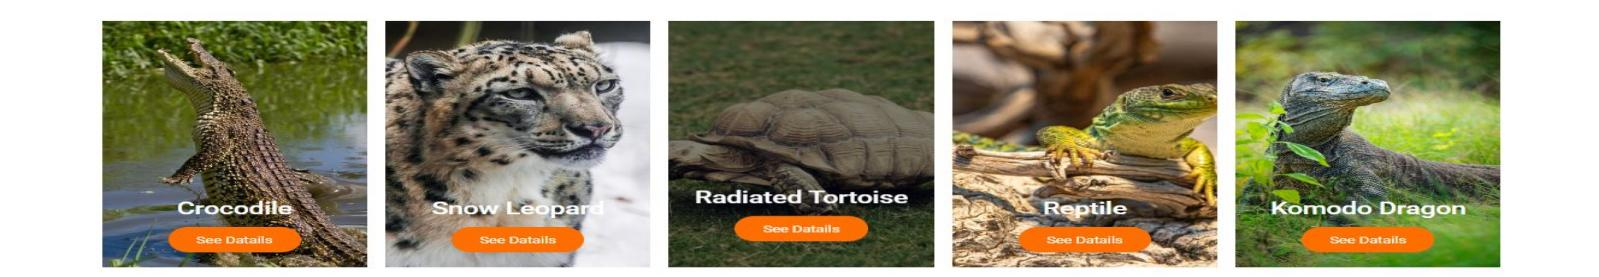 Crocodile
See Datails
Snow Leopard
See Datails
Radiated Tortoise
See Datails
Reptile
See Datails
Komodo Dragon
See Datails